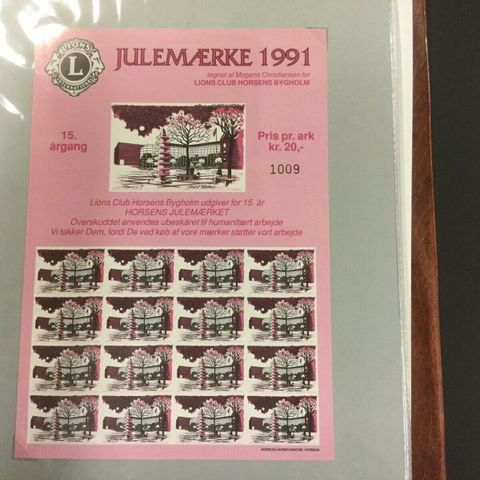 LIONS
L
INTERNATIONAL
JULEMÆRKE 1991
tegnet af Mogens Christiansen for
LIONS CLUB HORSENS BYGHOLM
15.
årgang
Pris pr. ark
kr. 20,-
1009
Lions Club Horsens Bygholm udgiver for 15. år
HORSENS JULEMÆRKET
Overskuddet anvendes ubeskåret til humanitært arbejde
Vi takker Dem, fordi De ved køb af vore mærker støtter vort arbejde